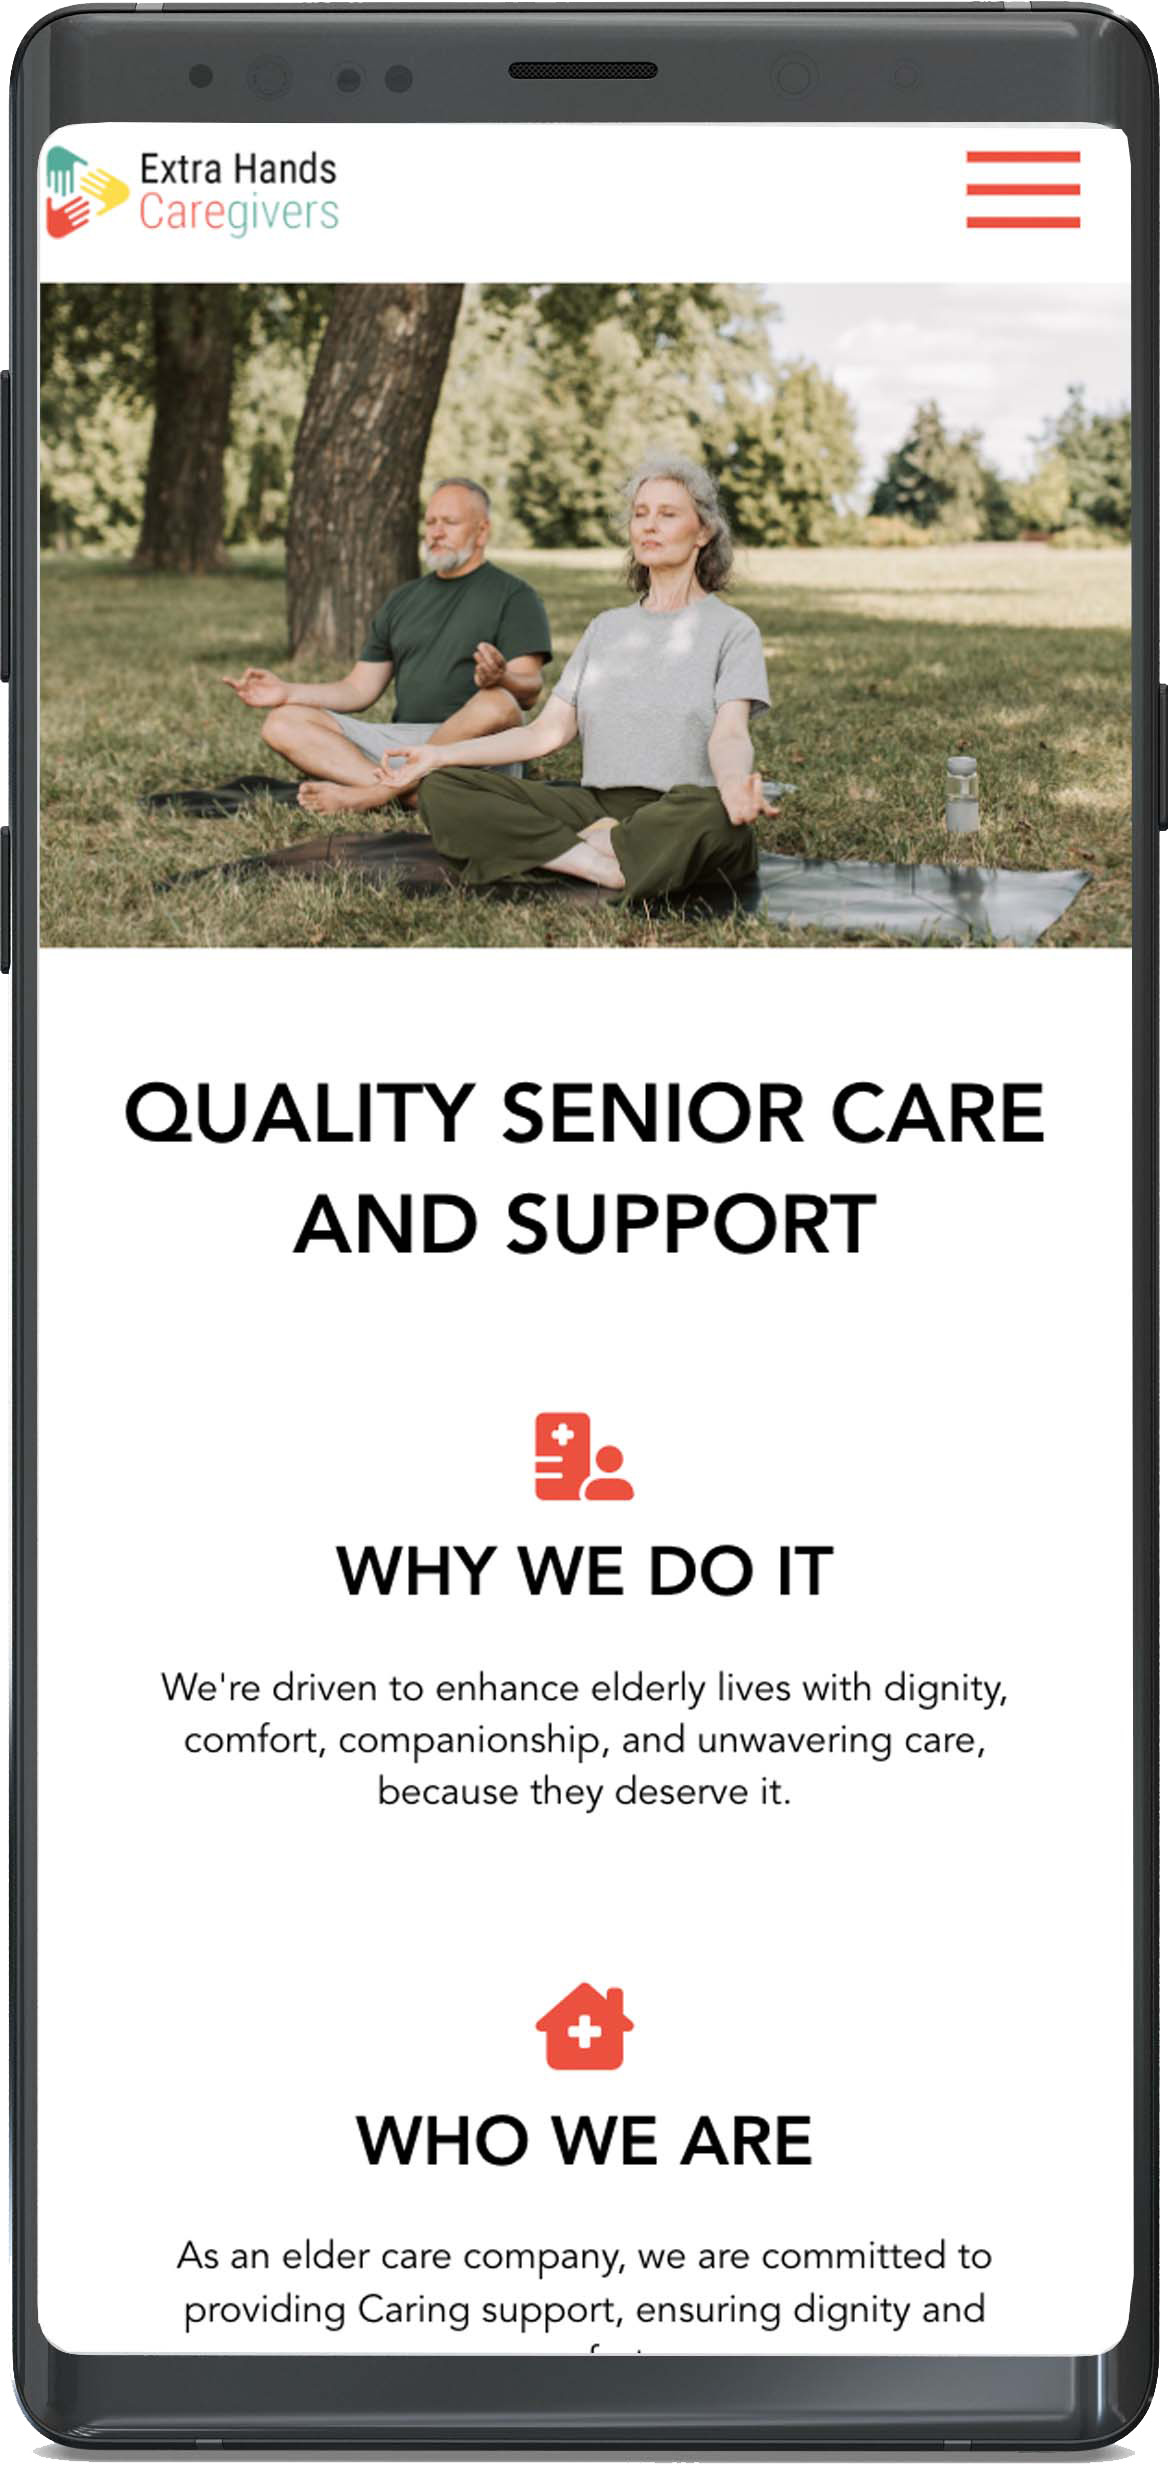 Extra Hands
Caregivers
QUALITY SENIOR CARE
AND SUPPORT
WHY WE DO IT
We're driven to enhance elderly lives with dignity,
comfort, companionship, and unwavering care,
because they deserve it.
WHO WE ARE
As an elder care company, we are committed to
providing Caring support, ensuring dignity and